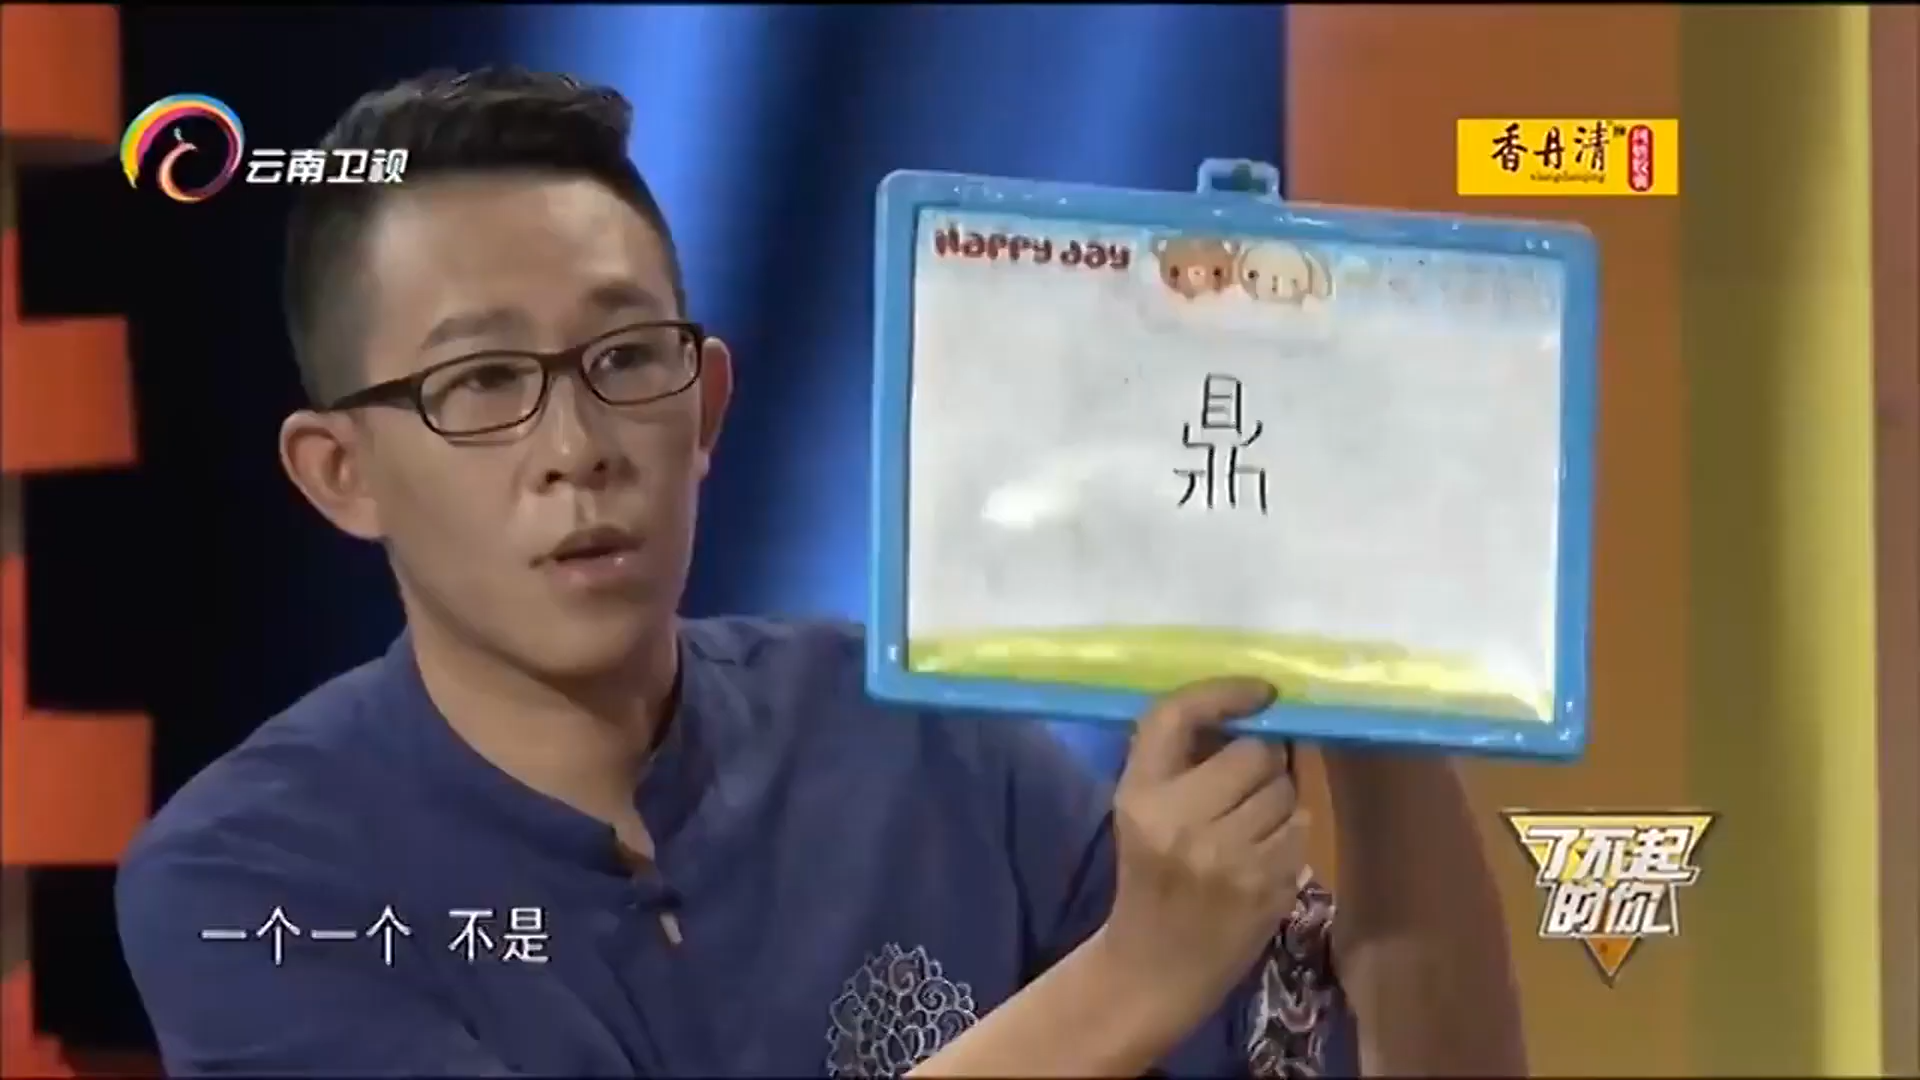 云南卫视
香丹清
xiangdanqing
Happy day
鼎
一个一个 不是
了不起
的你